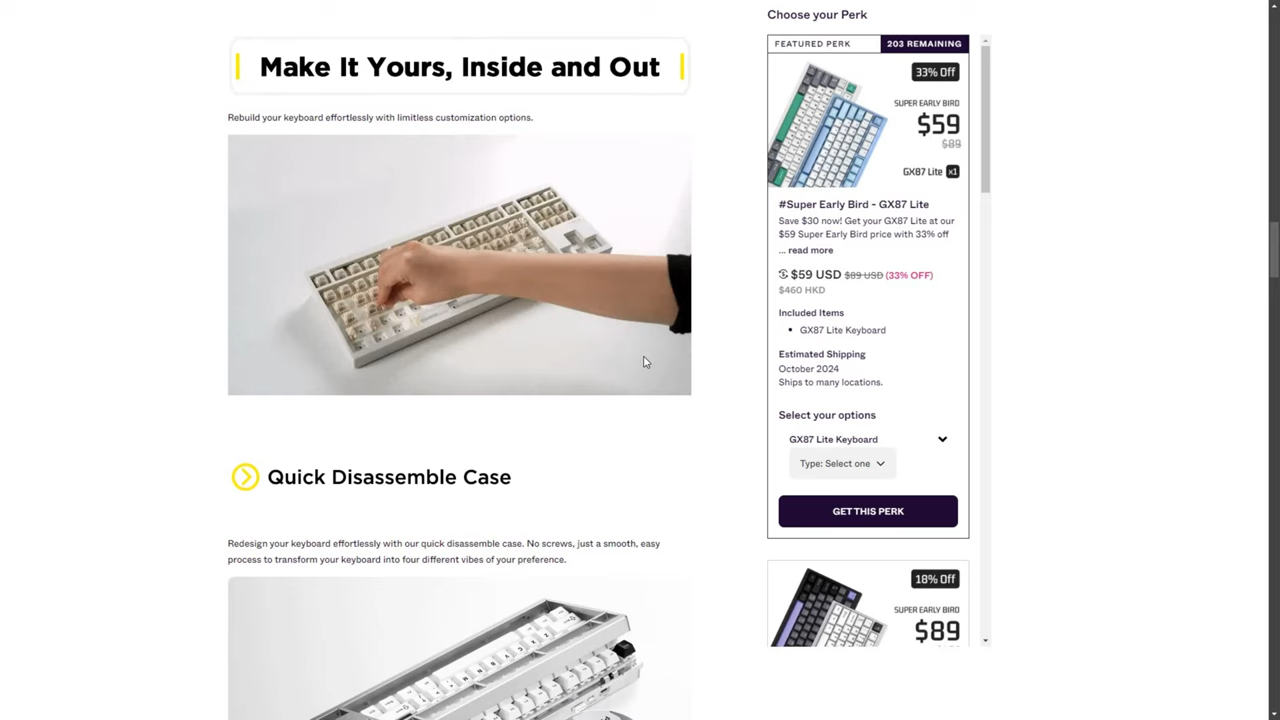 Make It Yours, Inside and Out
Rebuild your keyboard effortlessly with limitless customization options.
Quick Disassemble Case
Redesign your keyboard effortlessly with our quick disassemble case. No screws, just a smooth, easy
process to transform your keyboard into four different vibes of your preference.
Choose your Perk
FEATURED PERK
203 REMAINING
33% Off
SUPER EARLY BIRD
$59
$89
GX87 Lite x1
#Super Early Bird - GX87 Lite
Save $30 now! Get your GX87 Lite at our
$59 Super Early Bird price with 33% off
... read more
$59 USD $89 USD (33% OFF)
$460 HKD
Included Items
• GX87 Lite Keyboard
Estimated Shipping
October 2024
Ships to many locations.
Select your options
GX87 Lite Keyboard
Type: Select one
GET THIS PERK
18% Off
SUPER EARLY BIRD
$89